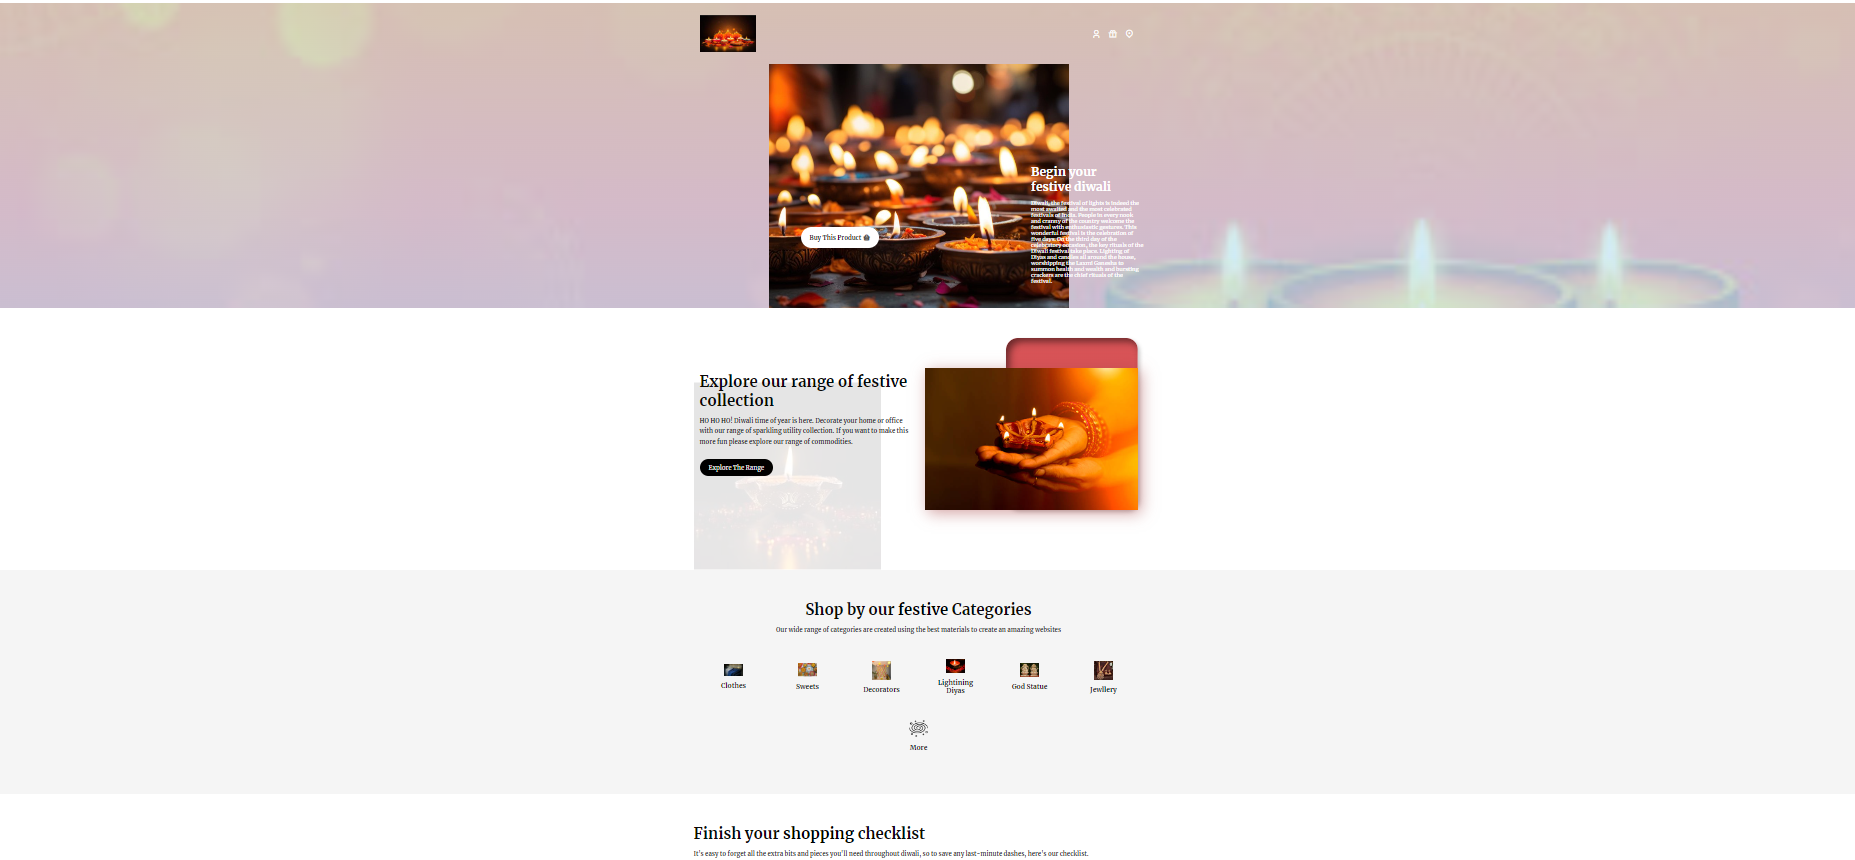 Begin your
festive diwali
Diwali, the festival of lights is indeed the
most awaited and the most celebrated
festivals of India. People in every nook
and cranny of the country welcome the
festival with enthusiastic gestures. This
wonderful festival is the celebration of
five days. On the third day of the
celebratory occasion, the key rituals of the
Diwali festival take place. Lighting of
Diyas and candles all around the house,
worshipping the Laxmi Ganesha to
summon health and wealth and bursting
crackers are the chief rituals of the
festival.
Buy This Product
Explore our range of festive
collection
HO HO HO! Diwali time of year is here. Decorate your home or office
with our range of sparkling utility collection. If you want to make this
more fun please explore our range of commodities.
Explore The Range
Shop by our festive Categories
Our wide range of categories are created using the best materials to create an amazing websites
Clothes
Sweets
Decorators
Lightning
Diyas
God Statue
Jewllery
More
Finish your shopping checklist
It's easy to forget all the extra bits and pieces you'll need throughout diwali, so to save any last-minute dashes, here's our checklist.